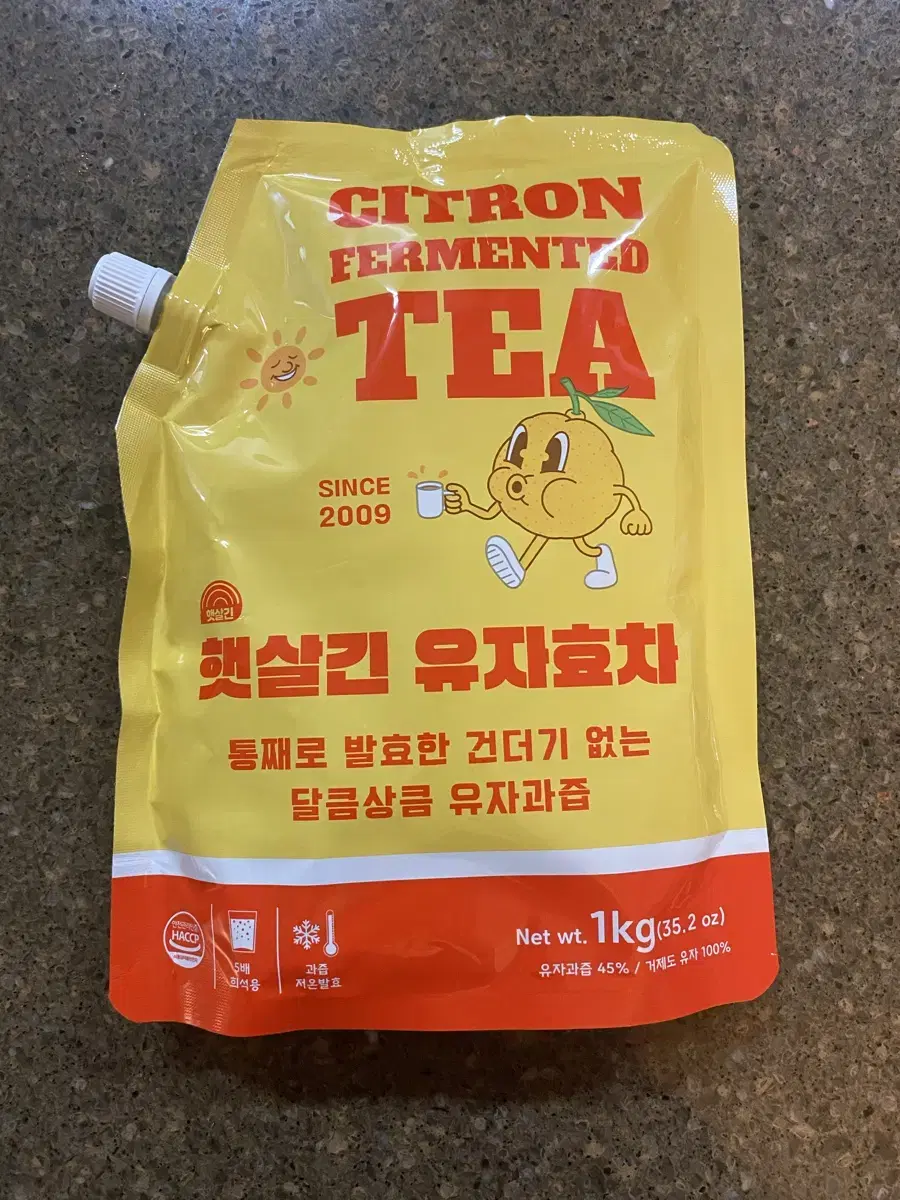 CITRON
FERMENTED
TEA
SINCE
2009
햇살긴
햇살긴 유자효차
통째로 발효한 건더기 없는
달큼상큼 유자과즙
HACCP
5배
희석용
과즙
저온발효
Net wt. 1kg(35.2 oz)
유자과즙 45% / 거제도 유자 100%